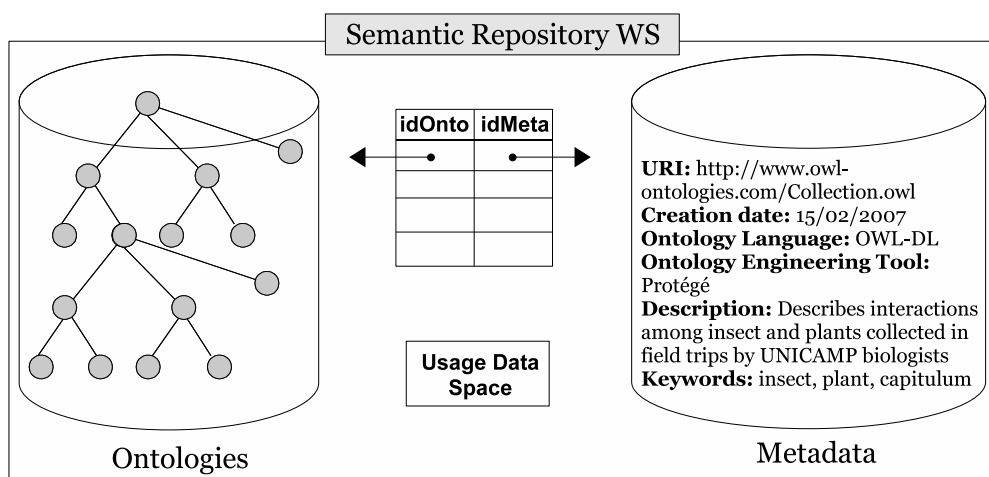 Semantic Repository WS
idOnto idMeta
URI: http://www.owl-
ontologies.com/Collection.owl
Creation date: 15/02/2007
Ontology Language: OWL-DL
Ontology Engineering Tool:
Protégé
Description: Describes interactions
among insect and plants collected in
field trips by UNICAMP biologists
Keywords: insect, plant, capitulum
Usage Data
Space
Ontologies
Metadata